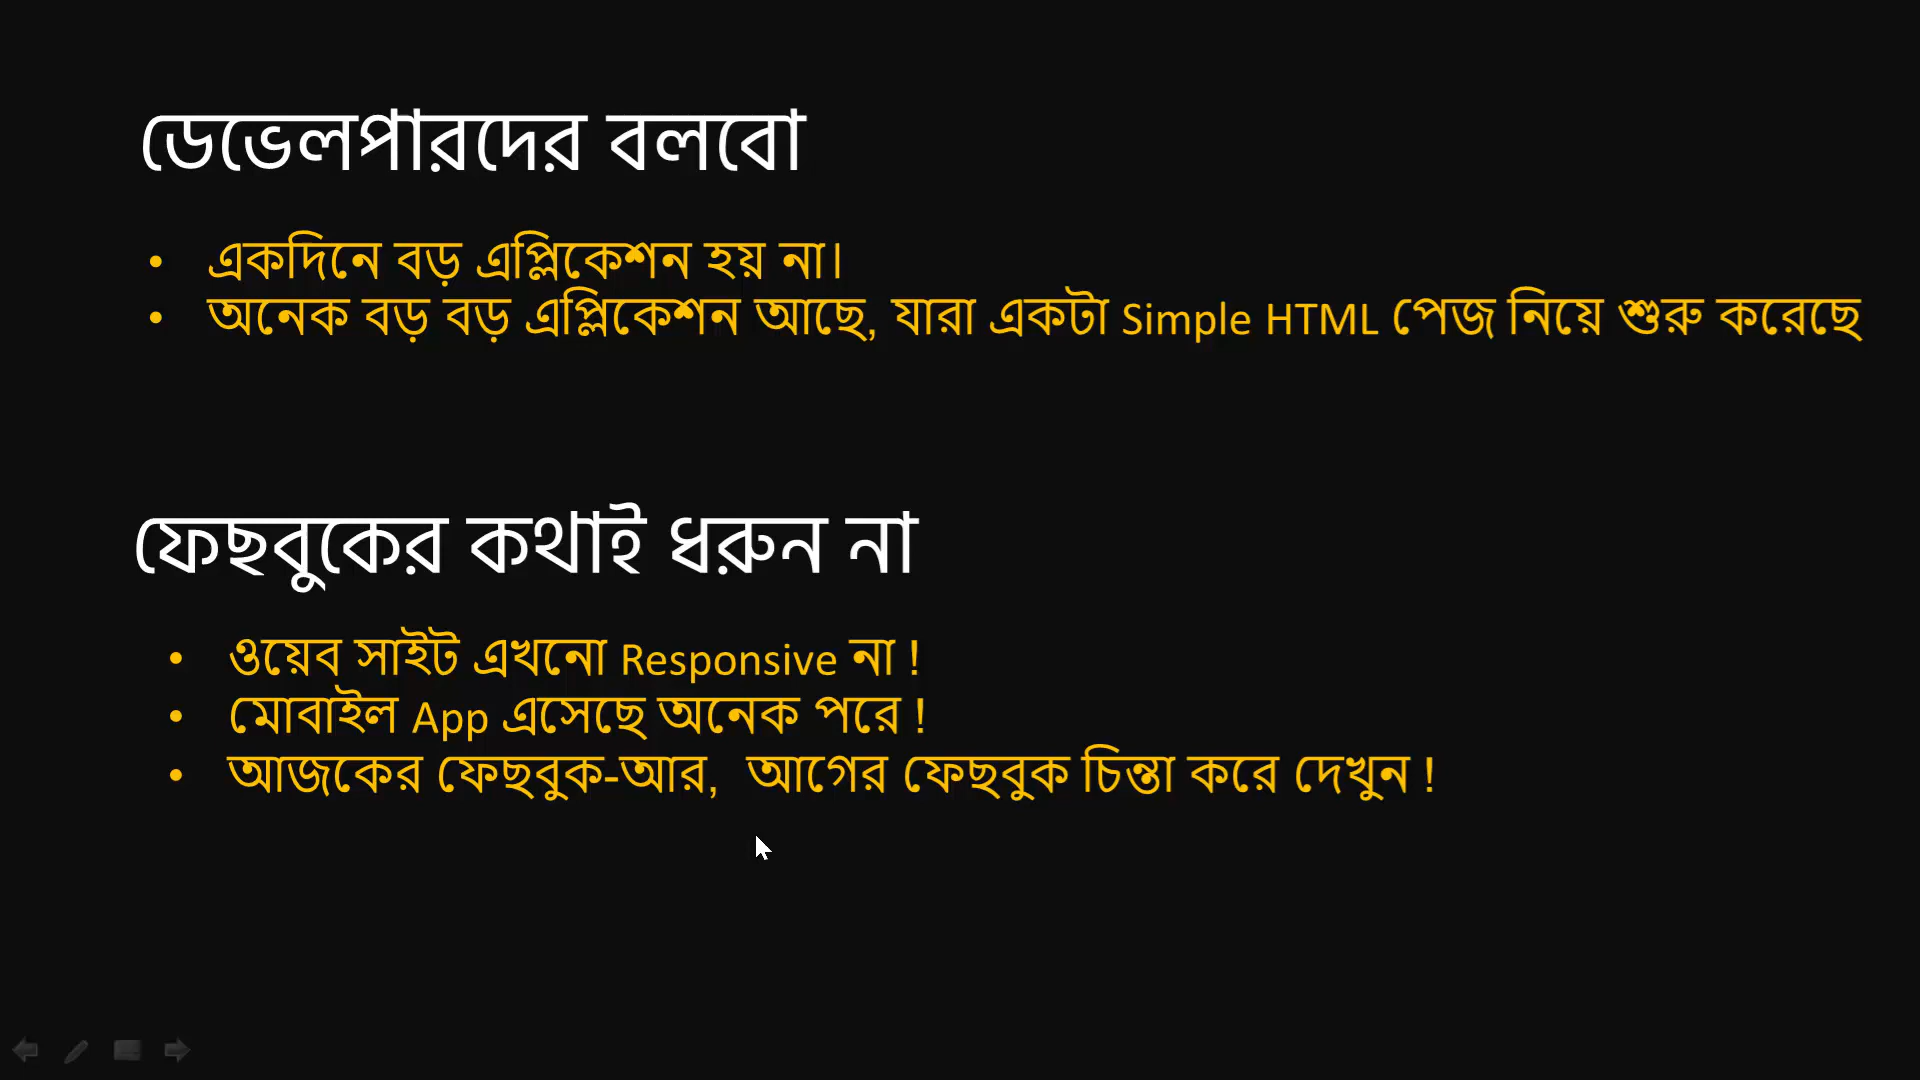 ডেভেলপারদের বলবো
• একদিনে বড় এপ্লিকেশন হয় না।
• অনেক বড় বড় এপ্লিকেশন আছে, যারা একটা Simple HTML পেজ নিয়ে শুরু করেছে
ফেছবুকের কথাই ধরুন না
• ওয়েব সাইট এখনো Responsive না !
• মোবাইল App এসেছে অনেক পরে !
• আজকের ফেছবুক-আর, আগের ফেছবুক চিন্তা করে দেখুন !